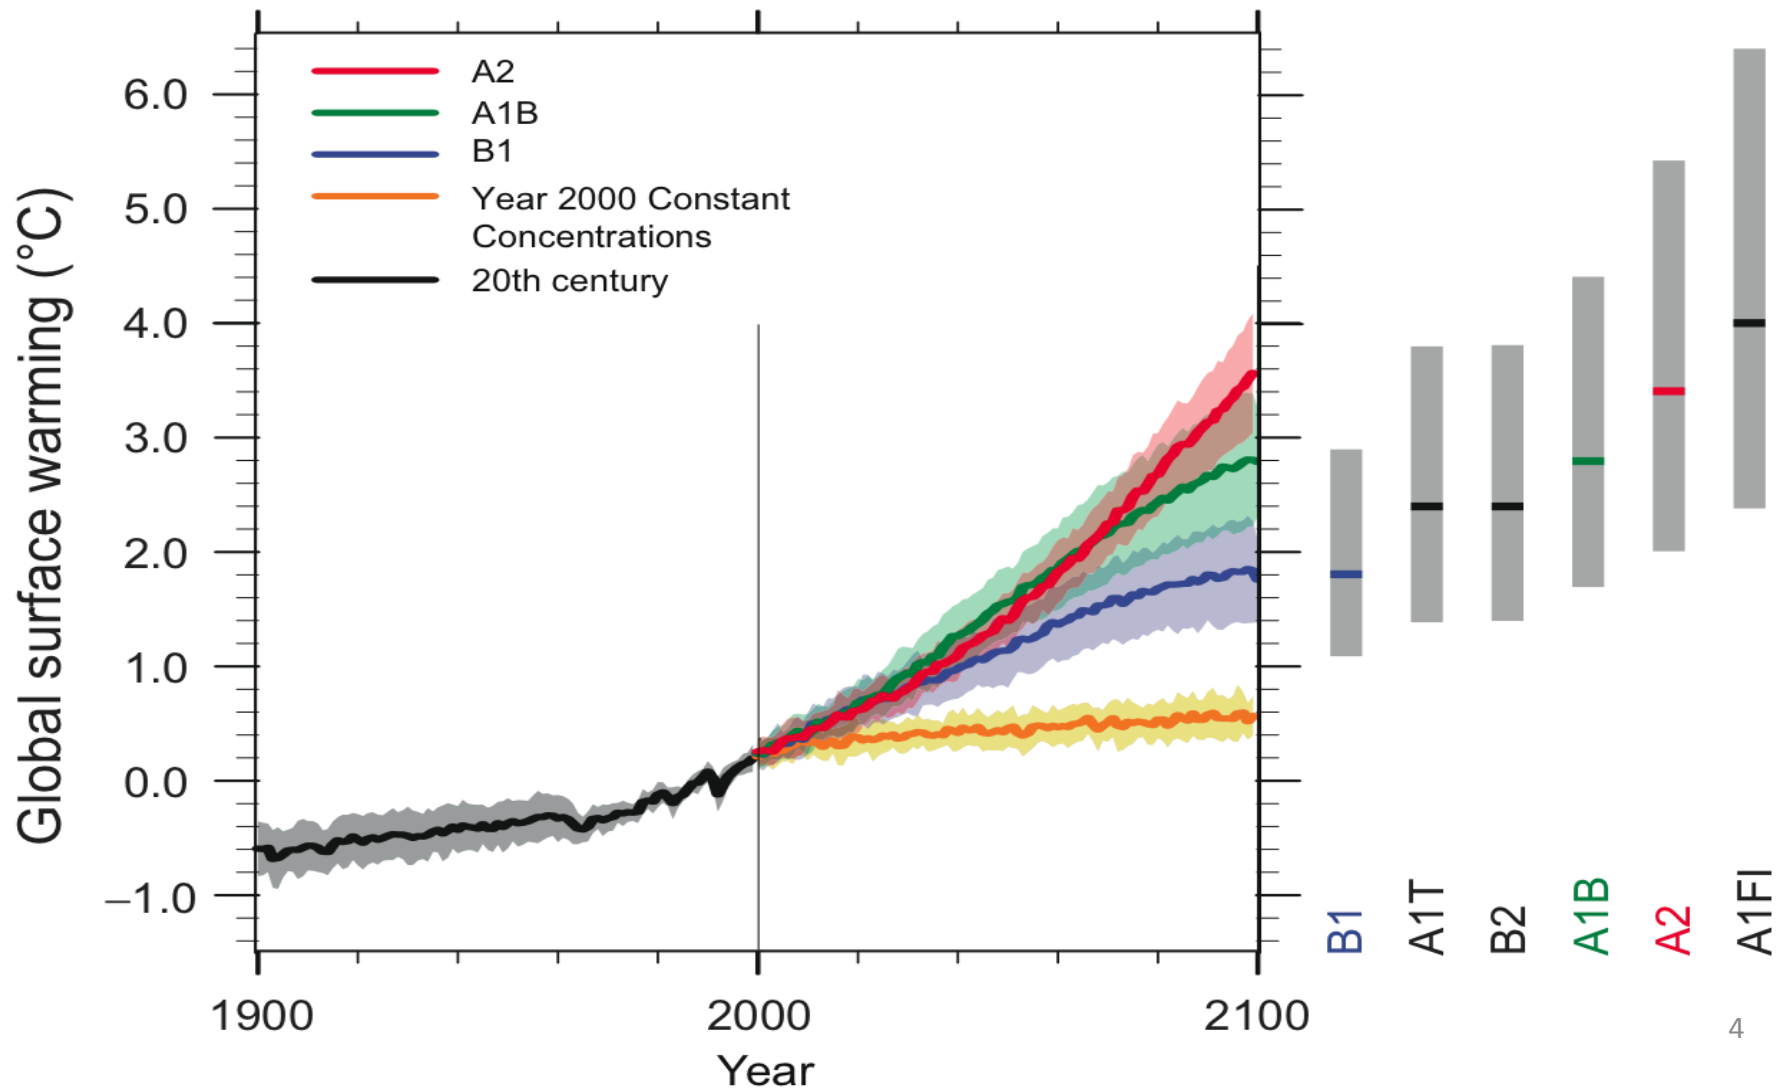 Global surface warming (°C)
6.0
5.0
4.0
3.0
2.0
1.0
0.0
–1.0
A2
A1B
B1
Year 2000 Constant
Concentrations
20th century
1900
2000
2100
Year
B1
A1T
B2
A1B
A2
A1FI
4